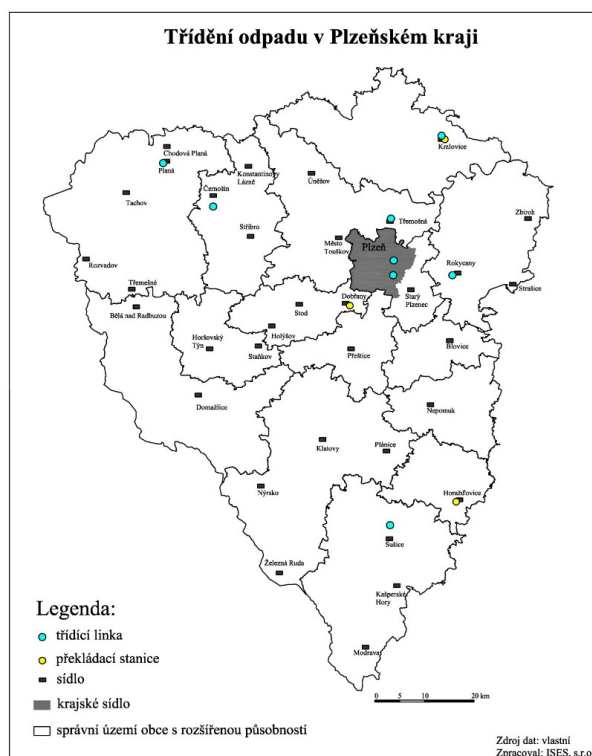 Třídění odpadu v Plzeňském kraji
Kralovice
Chodová Planá
Planá
Konstantinovy
Lázně
Úněšov
Černošín
Tachov
Zbiroh
Třemošná
Stříbro
Město
Touškov
Plzeň
Rozvadov
Rokycany
Třemešné
Starý
Plzenec
Strašice
Bělá nad Radbuzou
Dobřany
Stod
Holýšov
Horšovský
Týn
Staňkov
Přeštice
Blovice
Domažlice
Nepomuk
Klatovy
Plánice
Nýrsko
Horažďovice
Sušice
Železná Ruda
Kašperské
Hory
Modrava
Legenda:
třídící linka
překládací stanice
sídlo
krajské sídlo
správní území obce s rozšířenou působností
0 5 10 20 km
Zdroj dat: vlastní
Zpracoval: ISES, s.r.o